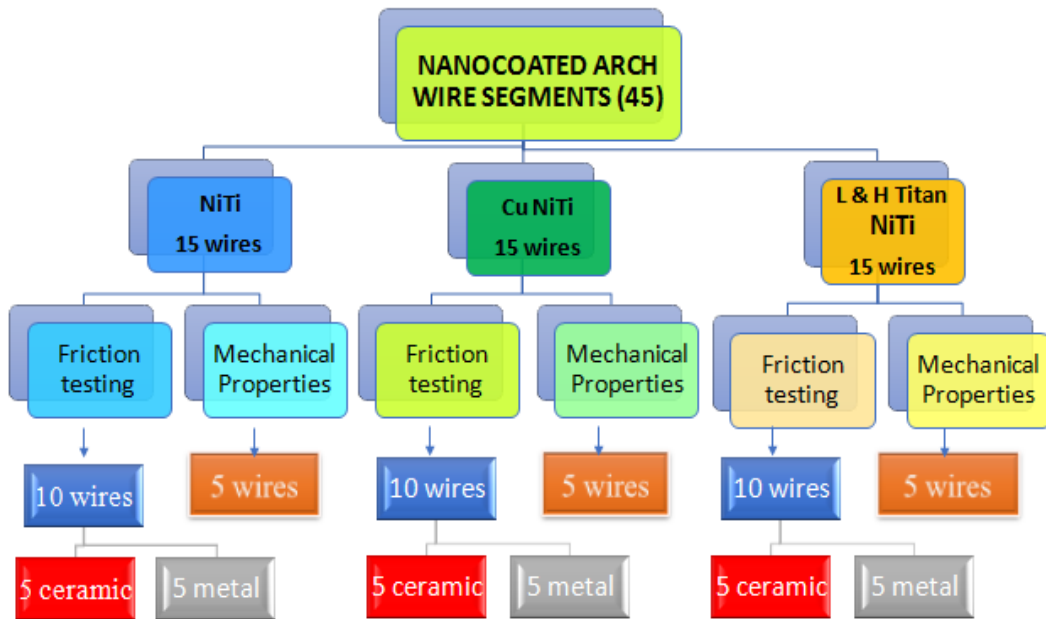 NANOCOATED ARCH
WIRE SEGMENTS (45)
NiTi
15 wires
Cu NiTi
15 wires
L & H Titan
NiTi
15 wires
Friction
testing
Mechanical
Properties
Friction
testing
Mechanical
Properties
Friction
testing
Mechanical
Properties
10 wires
5 wires
10 wires
5 wires
10 wires
5 wires
5 ceramic
5 metal
5 ceramic
5 metal
5 ceramic
5 metal